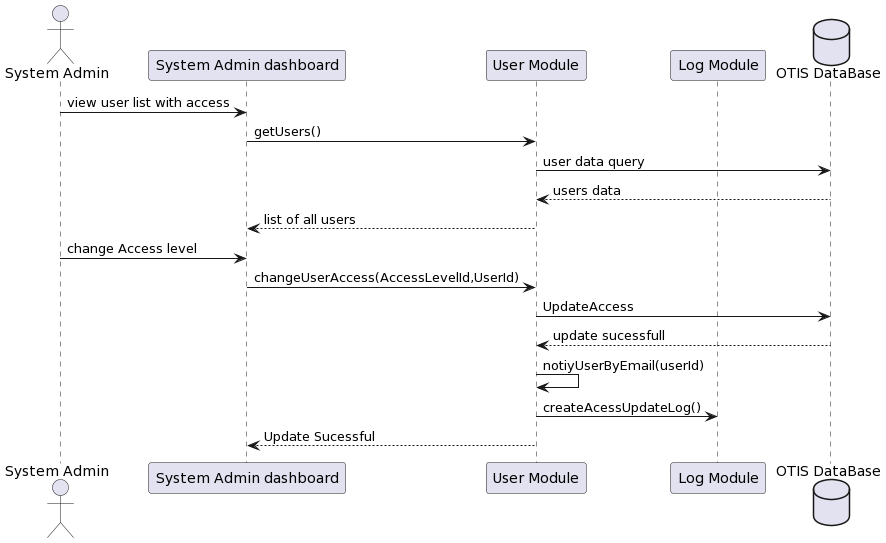 System Admin
System Admin dashboard
User Module
Log Module
OTIS DataBase
view user list with access
getUsers()
user data query
users data
list of all users
change Access level
changeUserAccess(AccessLevelId,UserId)
UpdateAccess
update sucessfull
notiyUserByEmail(userId)
createAcessUpdateLog()
Update Sucessful
System Admin
System Admin dashboard
User Module
Log Module
OTIS DataBase